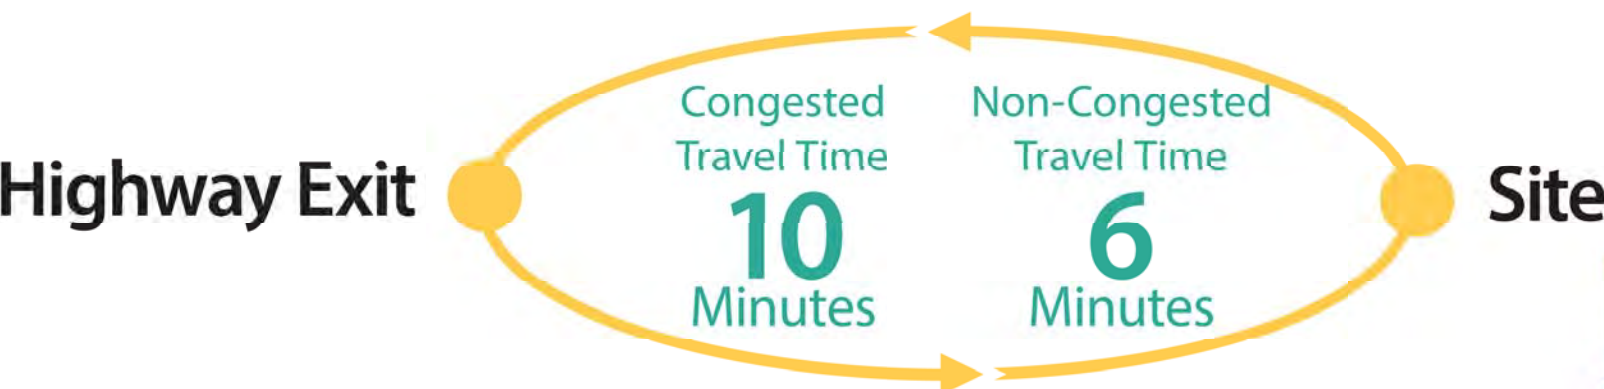 Highway Exit
Congested
Travel Time
10
Minutes
Non-Congested
Travel Time
6
Minutes
Site